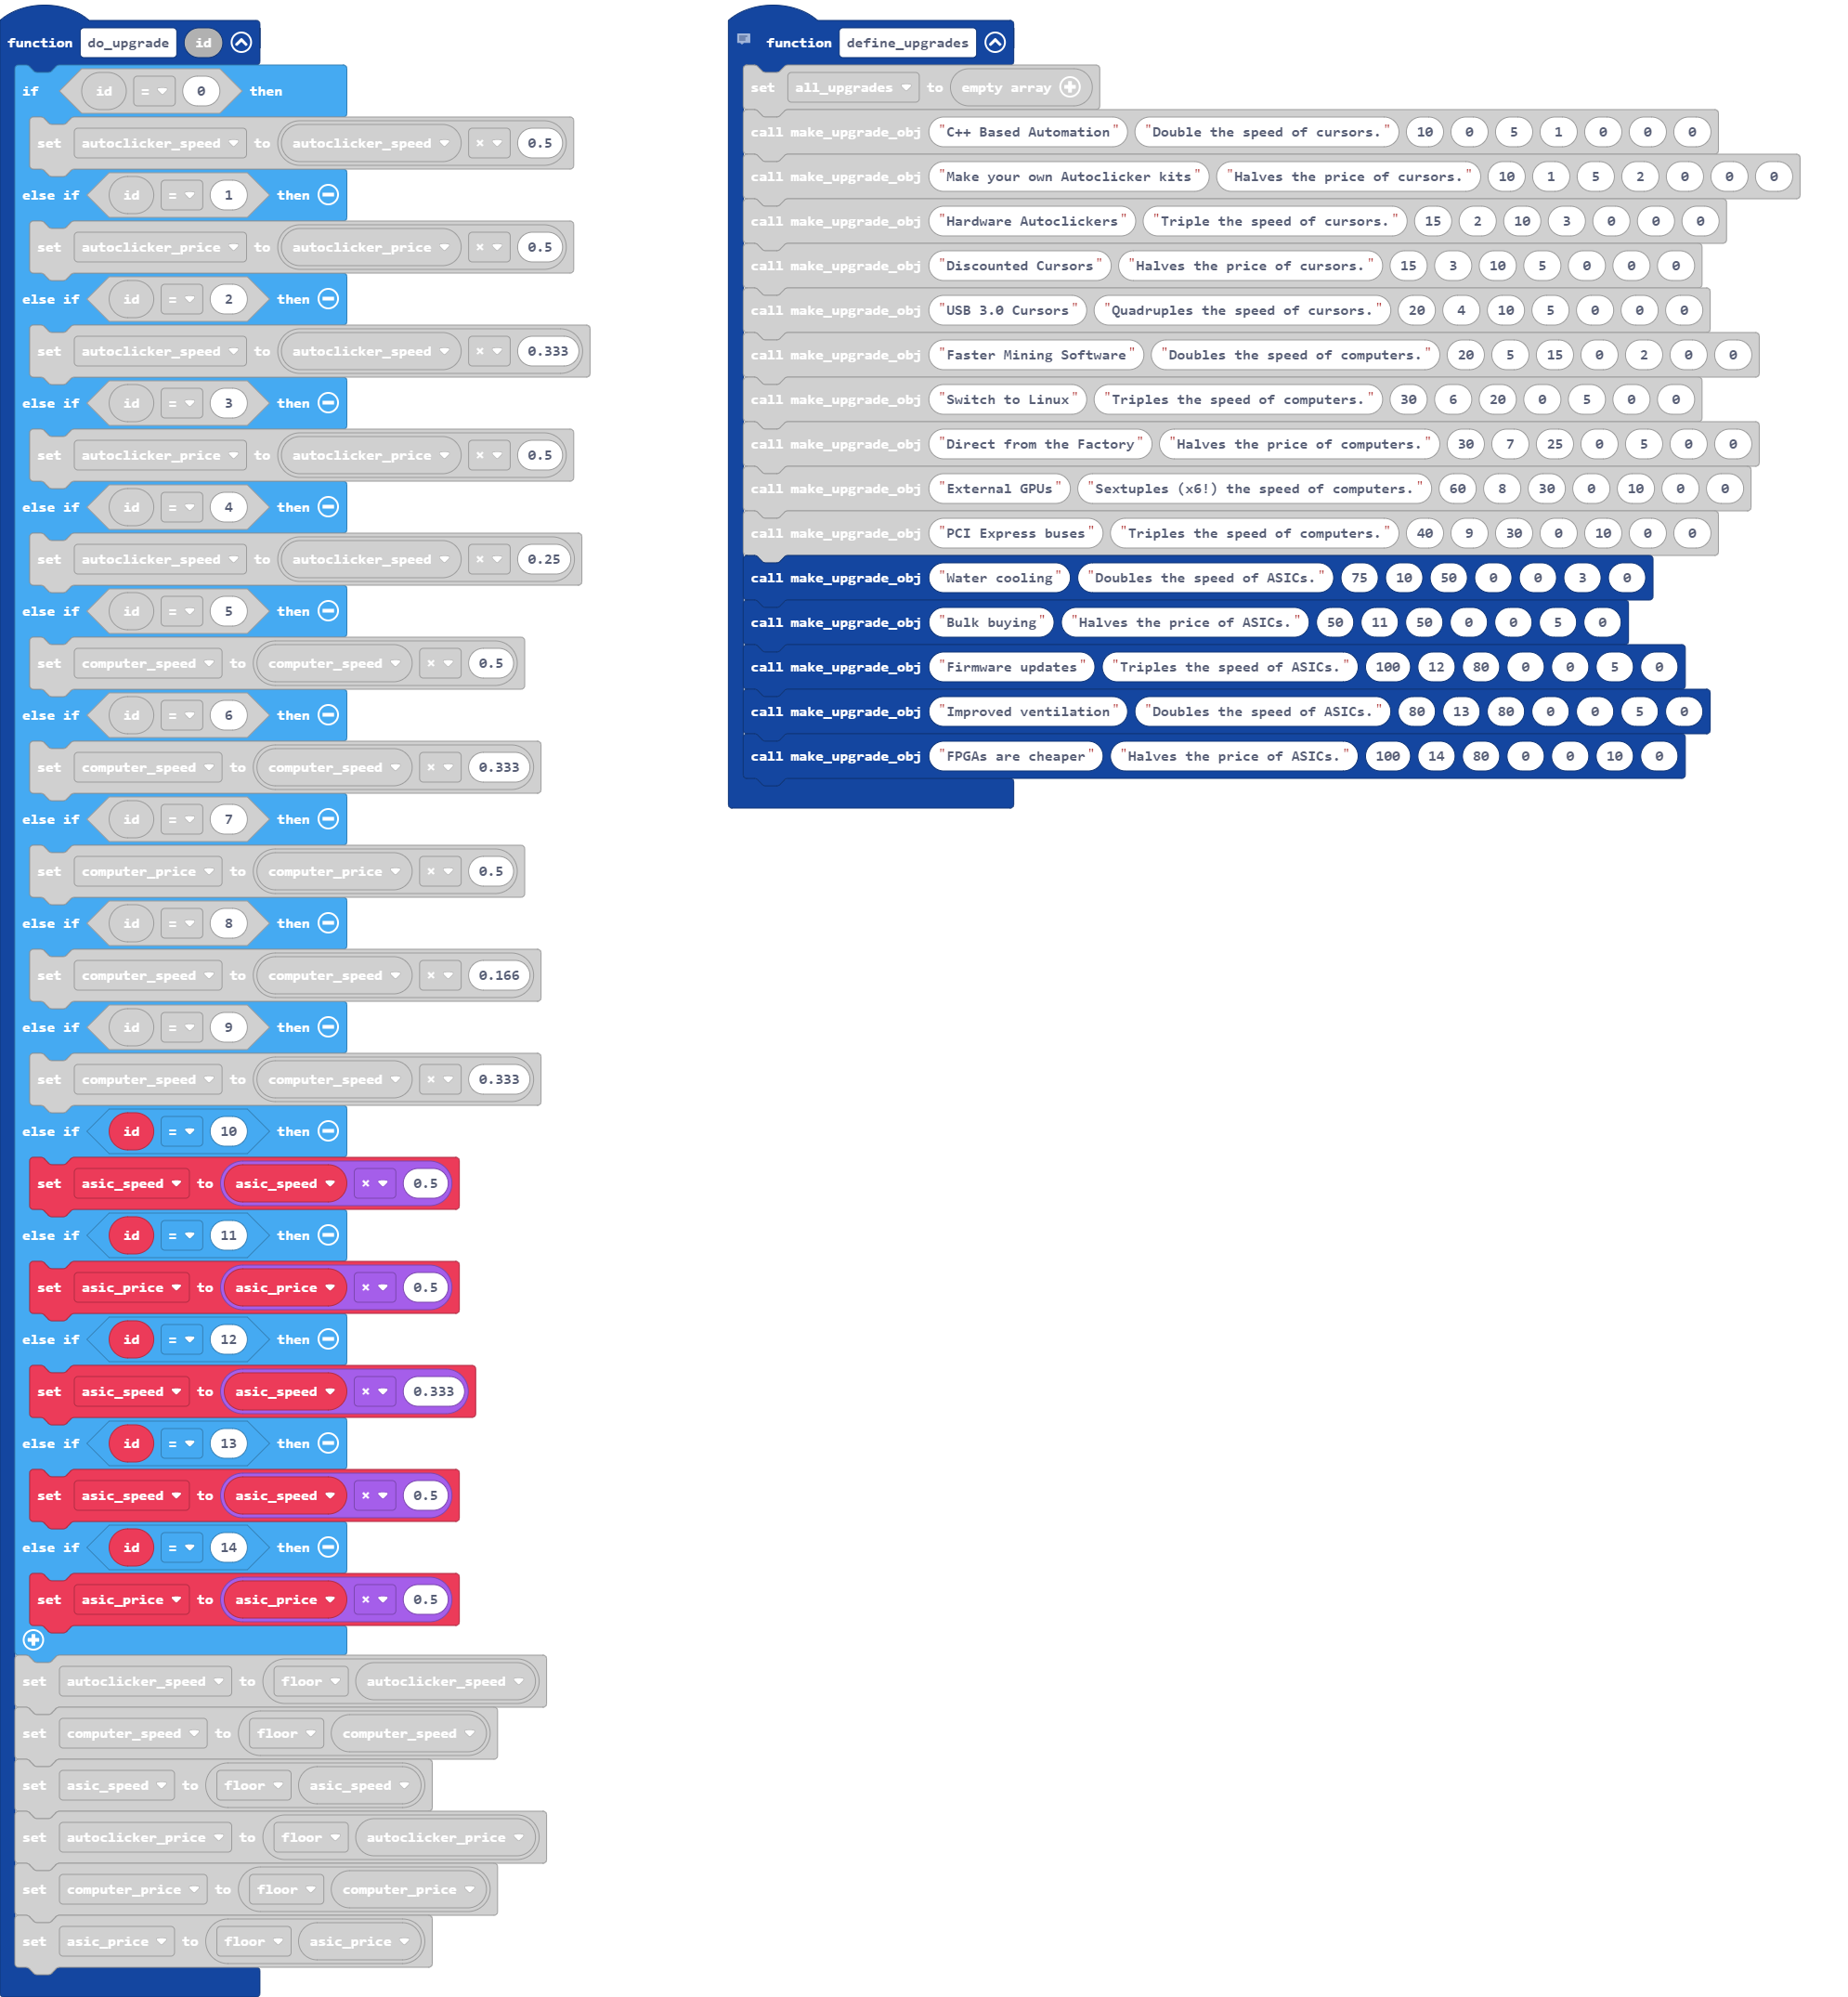 function do_upgrade id
if id = 0 then
set autoclicker_speed to autoclicker_speed × 0.5
else if id = 1 then
set autoclicker_price to autoclicker_price × 0.5
else if id = 2 then
set autoclicker_speed to autoclicker_speed × 0.333
else if id = 3 then
set autoclicker_price to autoclicker_price × 0.5
else if id = 4 then
set autoclicker_speed to autoclicker_speed × 0.25
else if id = 5 then
set computer_speed to computer_speed × 0.5
else if id = 6 then
set computer_speed to computer_speed × 0.333
else if id = 7 then
set computer_price to computer_price × 0.5
else if id = 8 then
set computer_speed to computer_speed × 0.166
else if id = 9 then
set computer_speed to computer_speed × 0.333
else if id = 10 then
set asic_speed to asic_speed × 0.5
else if id = 11 then
set asic_price to asic_price × 0.5
else if id = 12 then
set asic_speed to asic_speed × 0.333
else if id = 13 then
set asic_speed to asic_speed × 0.5
else if id = 14 then
set asic_price to asic_price × 0.5
set autoclicker_speed to floor autoclicker_speed
set computer_speed to floor computer_speed
set asic_speed to floor asic_speed
set autoclicker_price to floor autoclicker_price
set computer_price to floor computer_price
set asic_price to floor asic_price
function define_upgrades
set all_upgrades to empty array
call make_upgrade_obj "C++ Based Automation" "Double the speed of cursors." 10 0 5 1 0 0 0
call make_upgrade_obj "Make your own Autoclicker kits" "Halves the price of cursors." 10 1 5 2 0 0 0
call make_upgrade_obj "Hardware Autoclickers" "Triple the speed of cursors." 15 2 10 3 0 0 0
call make_upgrade_obj "Discounted Cursors" "Halves the price of cursors." 15 3 10 5 0 0 0
call make_upgrade_obj "USB 3.0 Cursors" "Quadruples the speed of cursors." 20 4 10 5 0 0 0
call make_upgrade_obj "Faster Mining Software" "Doubles the speed of computers." 20 5 15 0 2 0 0
call make_upgrade_obj "Switch to Linux" "Triples the speed of computers." 30 6 20 0 5 0 0
call make_upgrade_obj "Direct from the Factory" "Halves the price of computers." 30 7 25 0 5 0 0
call make_upgrade_obj "External GPUs" "Sextuples (x6!) the speed of computers." 60 8 30 0 10 0 0
call make_upgrade_obj "PCI Express buses" "Triples the speed of computers." 40 9 30 0 10 0 0
call make_upgrade_obj "Water cooling" "Doubles the speed of ASICs." 75 10 50 0 0 3 0
call make_upgrade_obj "Bulk buying" "Halves the price of ASICs." 50 11 50 0 0 5 0
call make_upgrade_obj "Firmware updates" "Triples the speed of ASICs." 100 12 80 0 0 5 0
call make_upgrade_obj "Improved ventilation" "Doubles the speed of ASICs." 80 13 80 0 0 5 0
call make_upgrade_obj "FPGAs are cheaper" "Halves the price of ASICs." 100 14 80 0 0 10 0